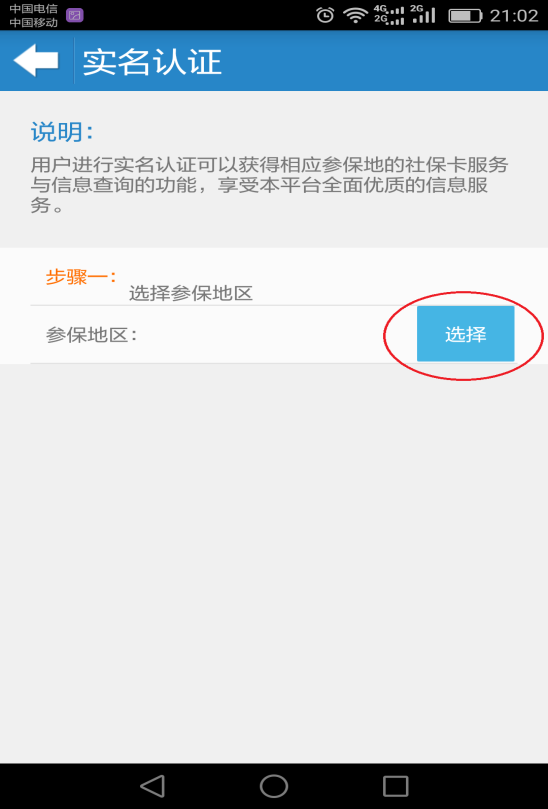 中国电信
中国移动
4G
2G
2G
21:02
实名认证
说明：
用户进行实名认证可以获得相应参保地的社保卡服务
与信息查询的功能，享受本平台全面优质的信息服
务。
步骤一：
选择参保地区
参保地区：
选择